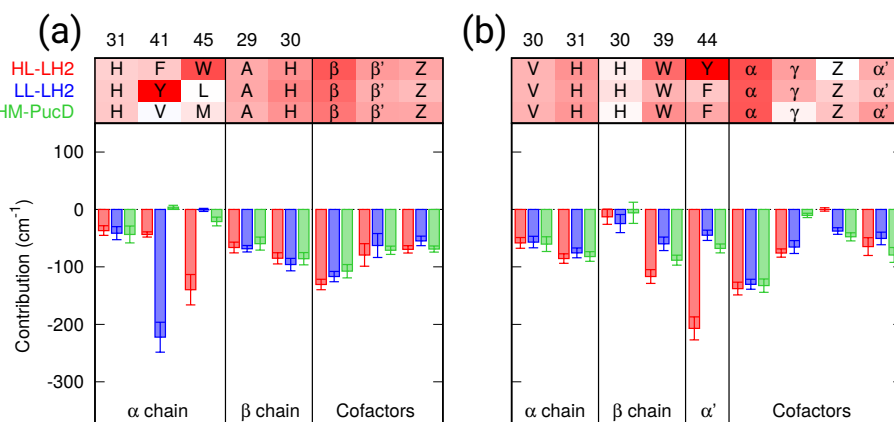 (a) (b)
31 41 45 29 30 30 31 30 39 44
HL-LH2 H F W A H β β’ Z V H H W Y α γ Z α’
LL-LH2 H Y L A H β β’ Z V H H W F α γ Z α’
HM-PucD H V M A H β β’ Z V H H W F α γ Z α’
100
0
-100
-200
-300
Contribution (cm-1)
α chain β chain Cofactors α chain β chain α’ Cofactors